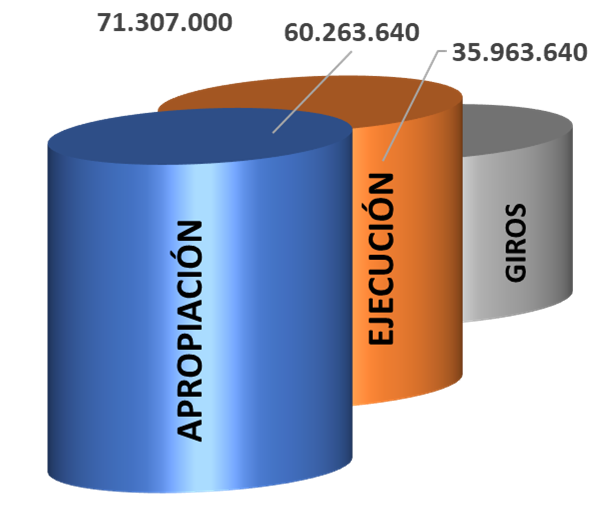 71.307.000
60.263.640
35.963.640
APROPIACIÓN
EJECUCIÓN
GIROS